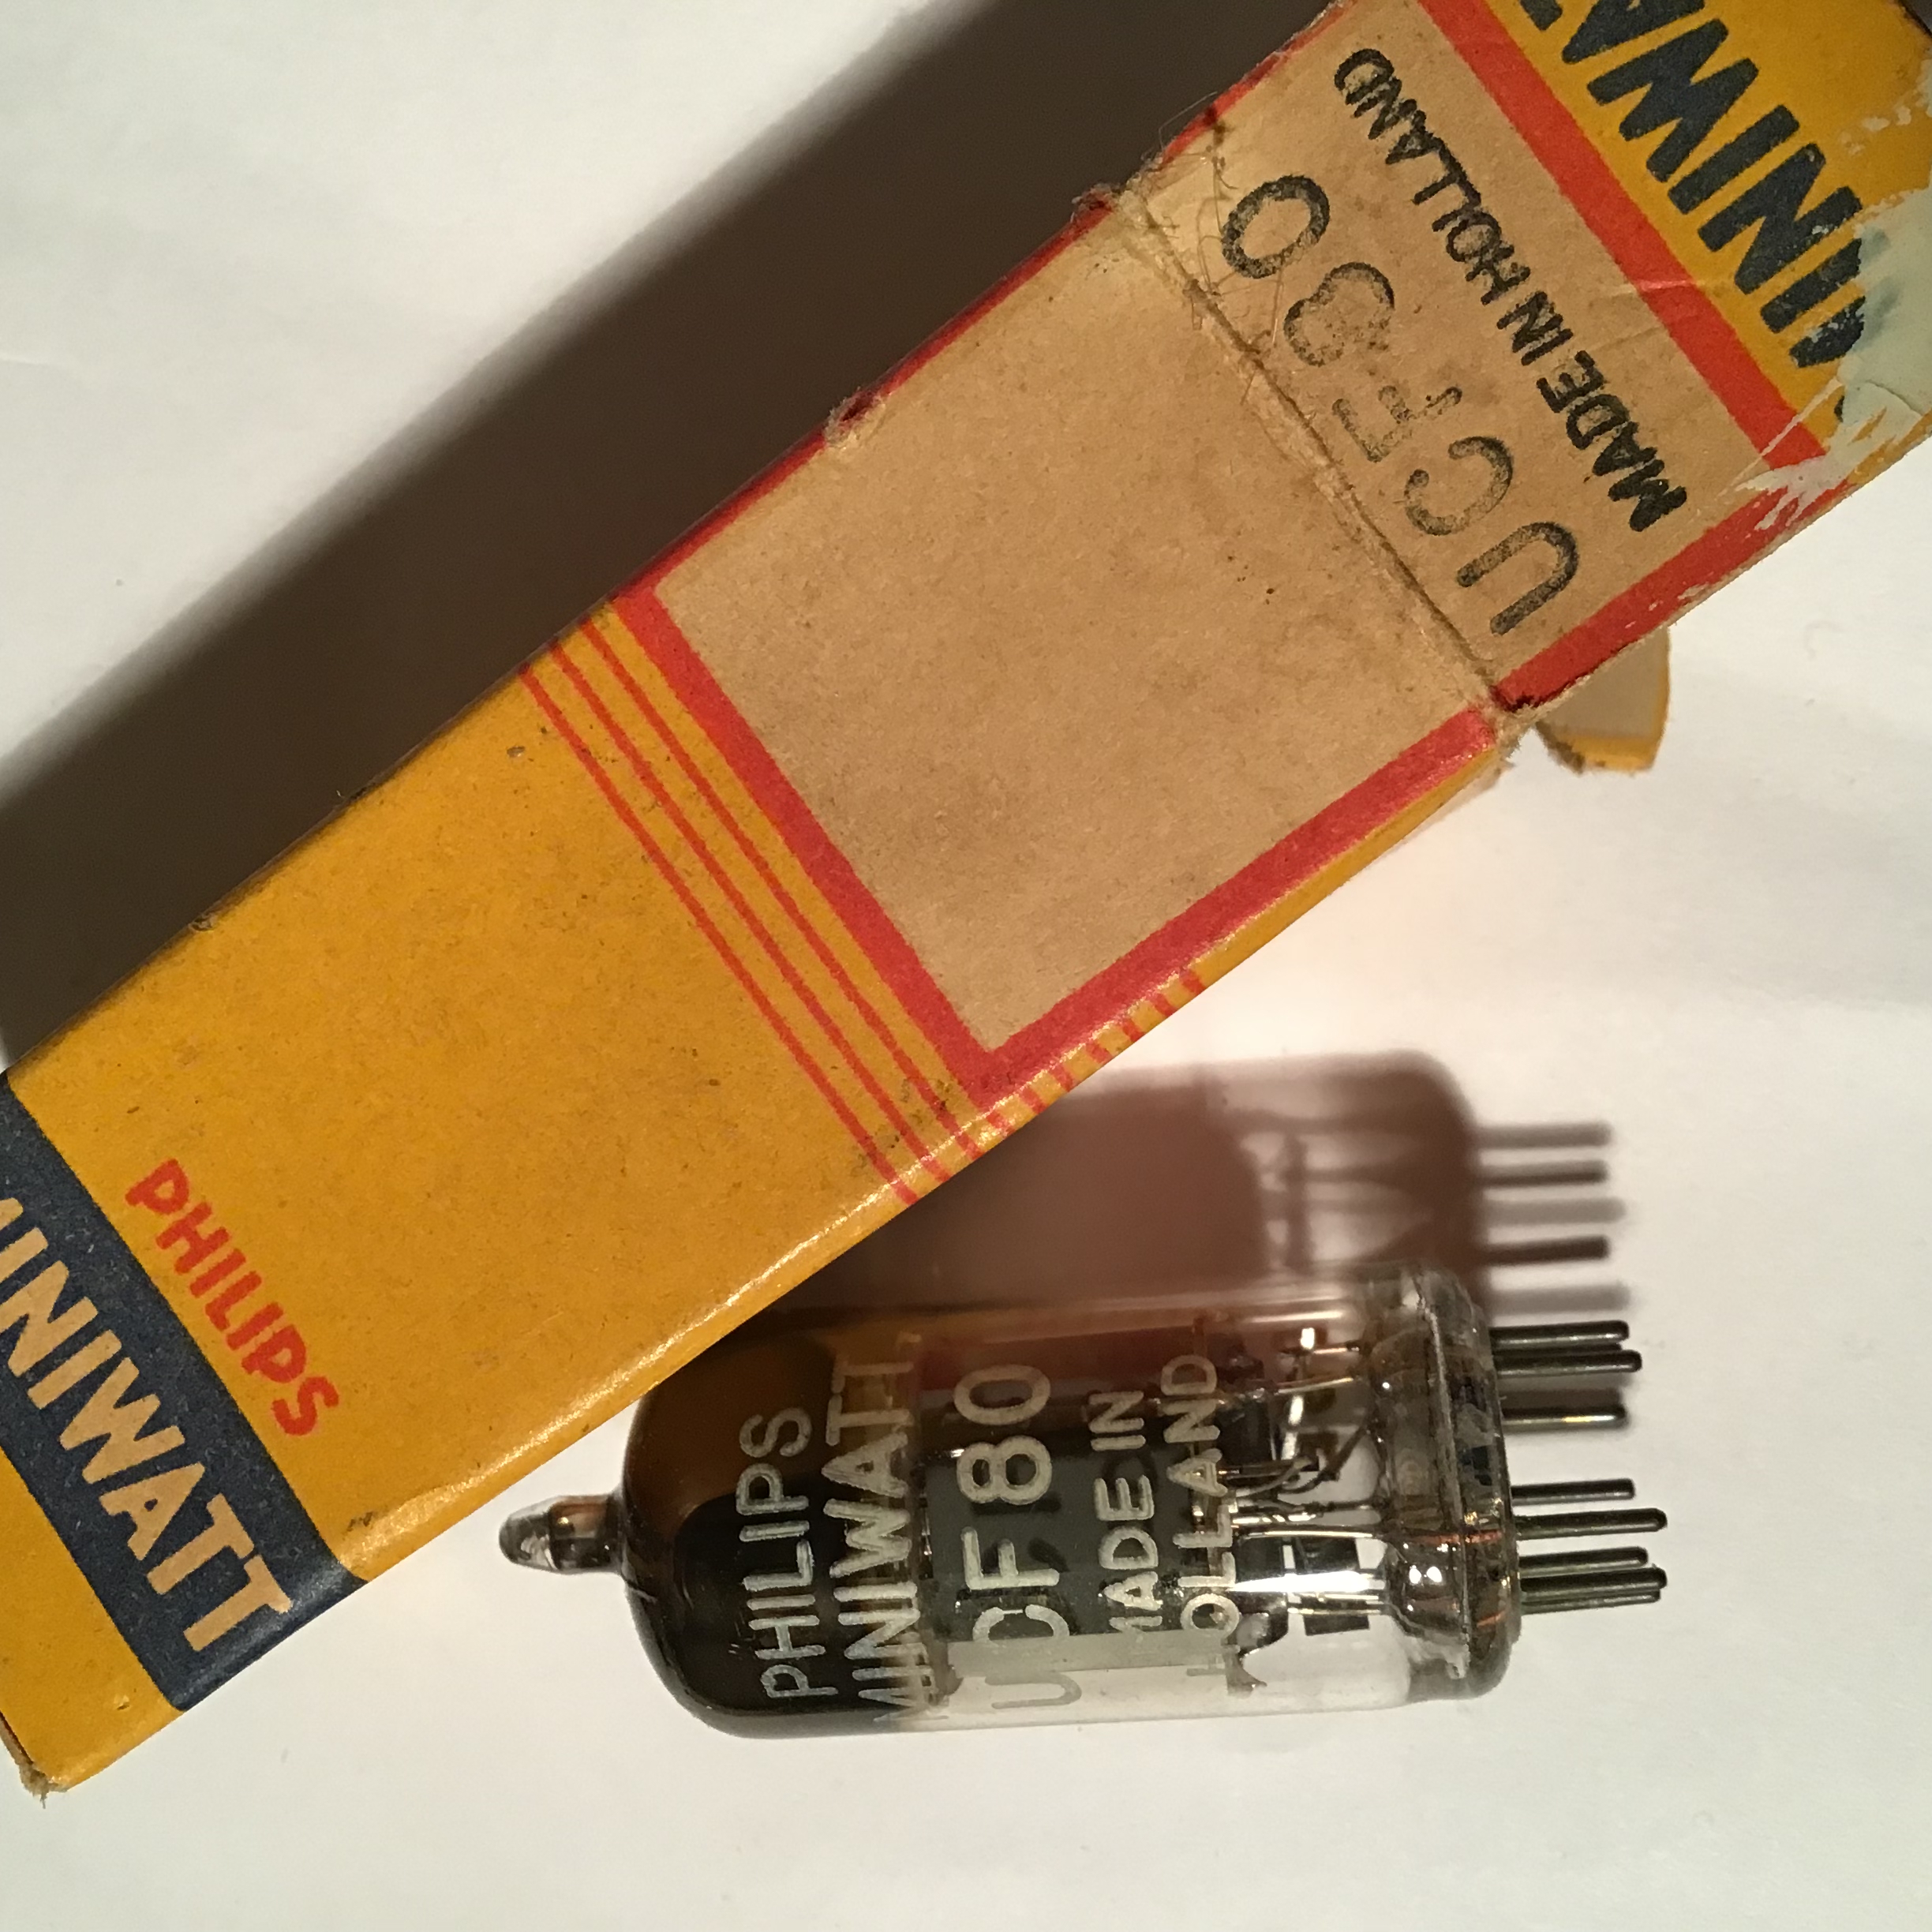 MINIWATT
MADE IN HOLLAND
UCF80
PHILIPS
MINIWATT
PHILIPS
MINIWATT
UCF80
MADE IN
HOLLAND